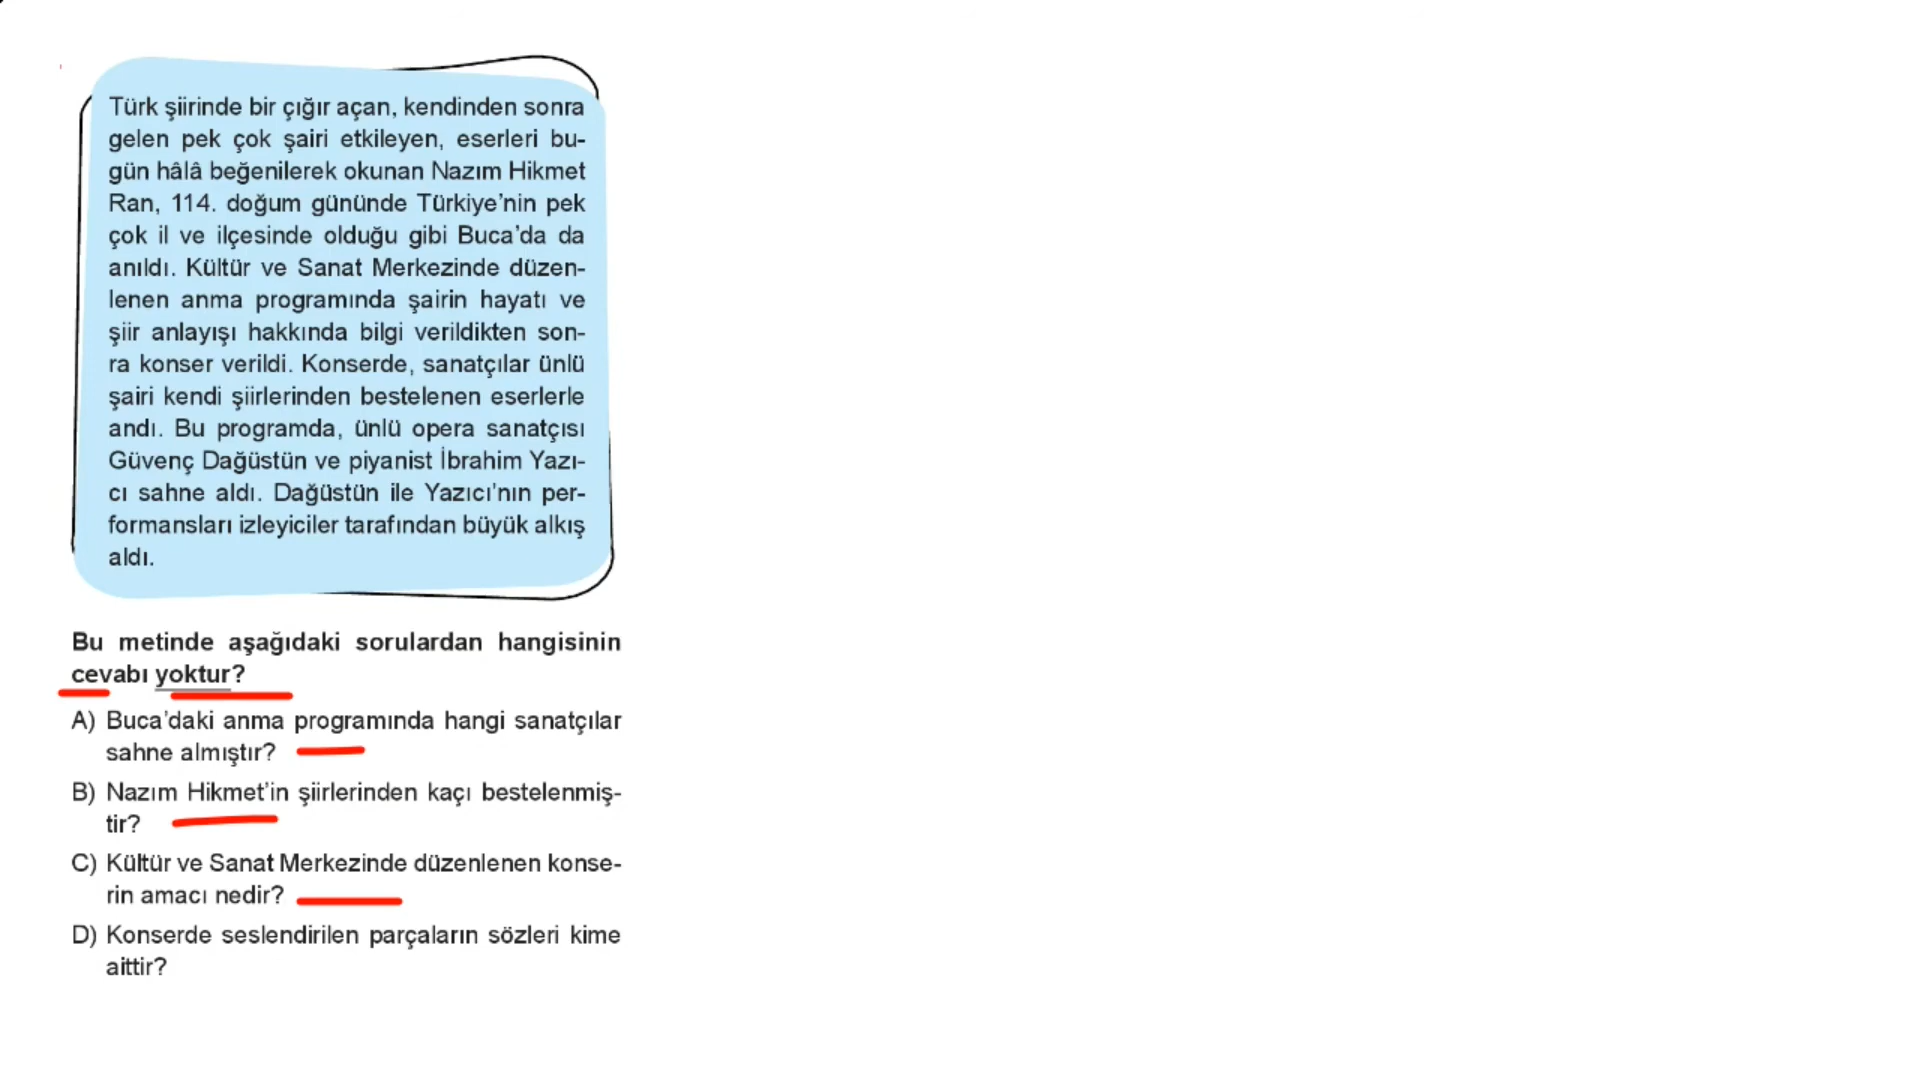 Türk şiirinde bir çığır açan, kendinden sonra
gelen pek çok şairi etkileyen, eserleri bu-
gün hâlâ beğenilerek okunan Nazım Hikmet
Ran, 114. doğum gününde Türkiye’nin pek
çok il ve ilçesinde olduğu gibi Buca’da da
anıldı. Kültür ve Sanat Merkezinde düzen-
lenen anma programında şairin hayatı ve
şiir anlayışı hakkında bilgi verildikten son-
ra konser verildi. Konserde, sanatçılar ünlü
şairi kendi şiirlerinden bestelenen eserlerle
andı. Bu programda, ünlü opera sanatçısı
Güvenç Dağüstün ve piyanist İbrahim Yazı-
cı sahne aldı. Dağüstün ile Yazıcı’nın per-
formansları izleyiciler tarafından büyük alkış
aldı.
Bu metinde aşağıdaki sorulardan hangisinin
cevabı yoktur?
A) Buca’daki anma programında hangi sanatçılar
sahne almıştır?
B) Nazım Hikmet’in şiirlerinden kaçı bestelenmiş-
tir?
C) Kültür ve Sanat Merkezinde düzenlenen konse-
rin amacı nedir?
D) Konserde seslendirilen parçaların sözleri kime
aittir?